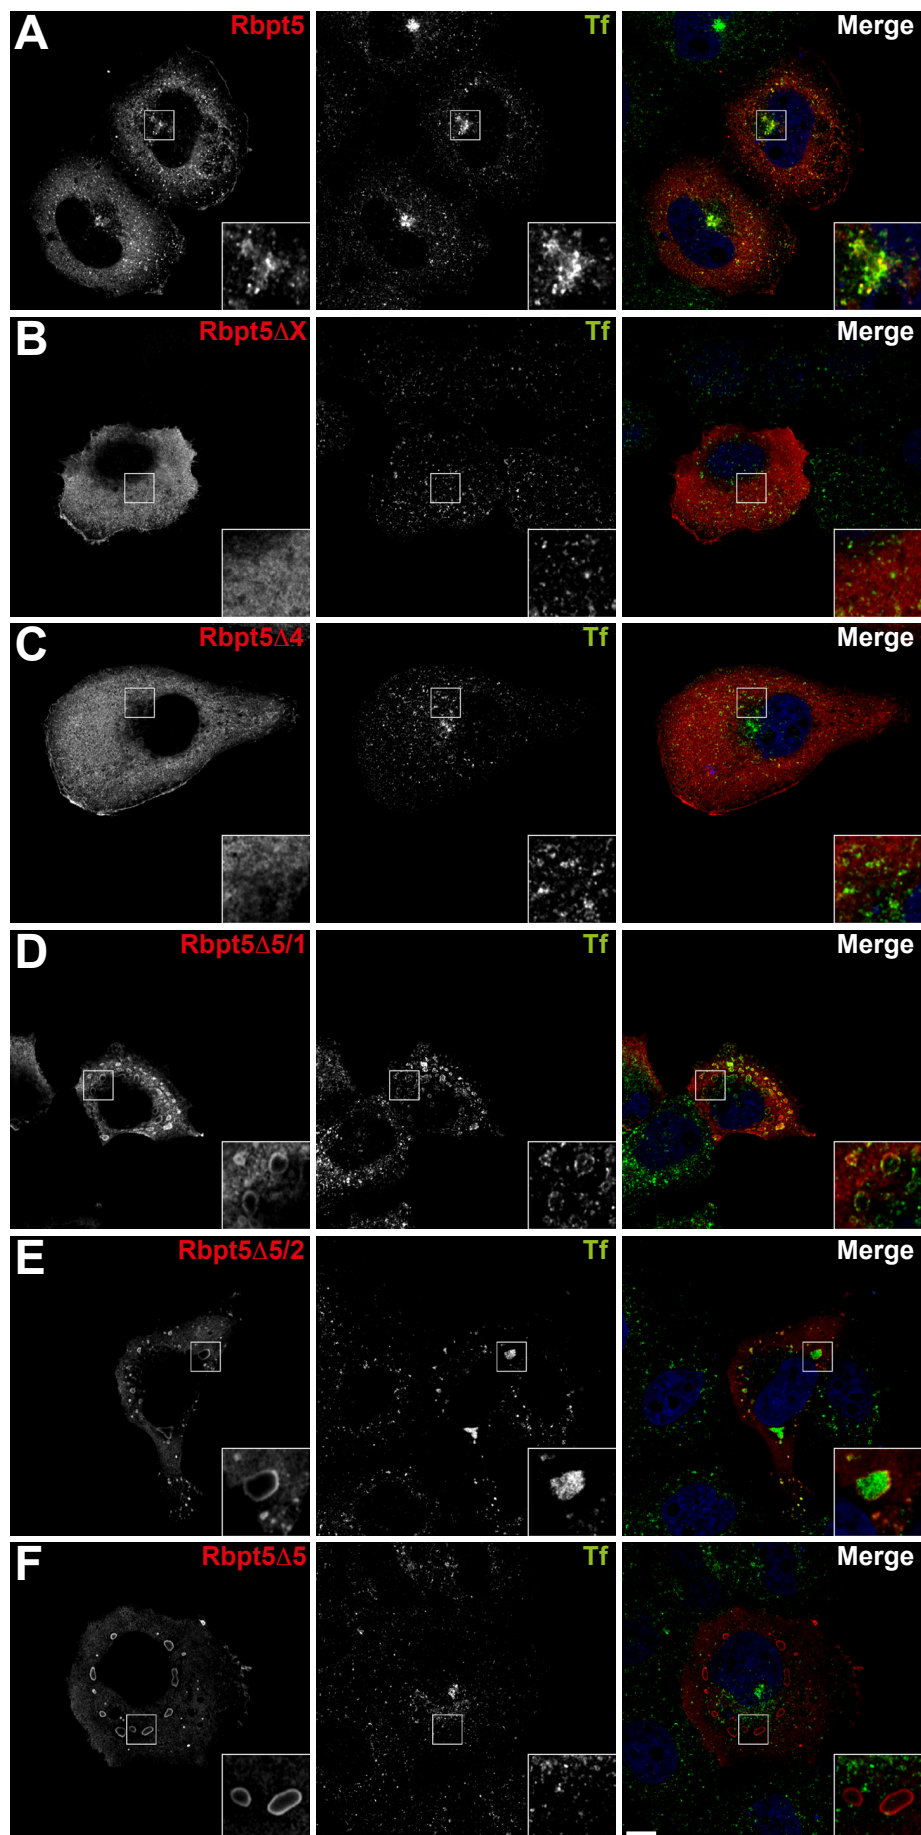 A Rbpt5 Tf Merge
B Rbpt5ΔX Tf Merge
C Rbpt5Δ4 Tf Merge
D Rbpt5Δ5/1 Tf Merge
E Rbpt5Δ5/2 Tf Merge
F Rbpt5Δ5 Tf Merge